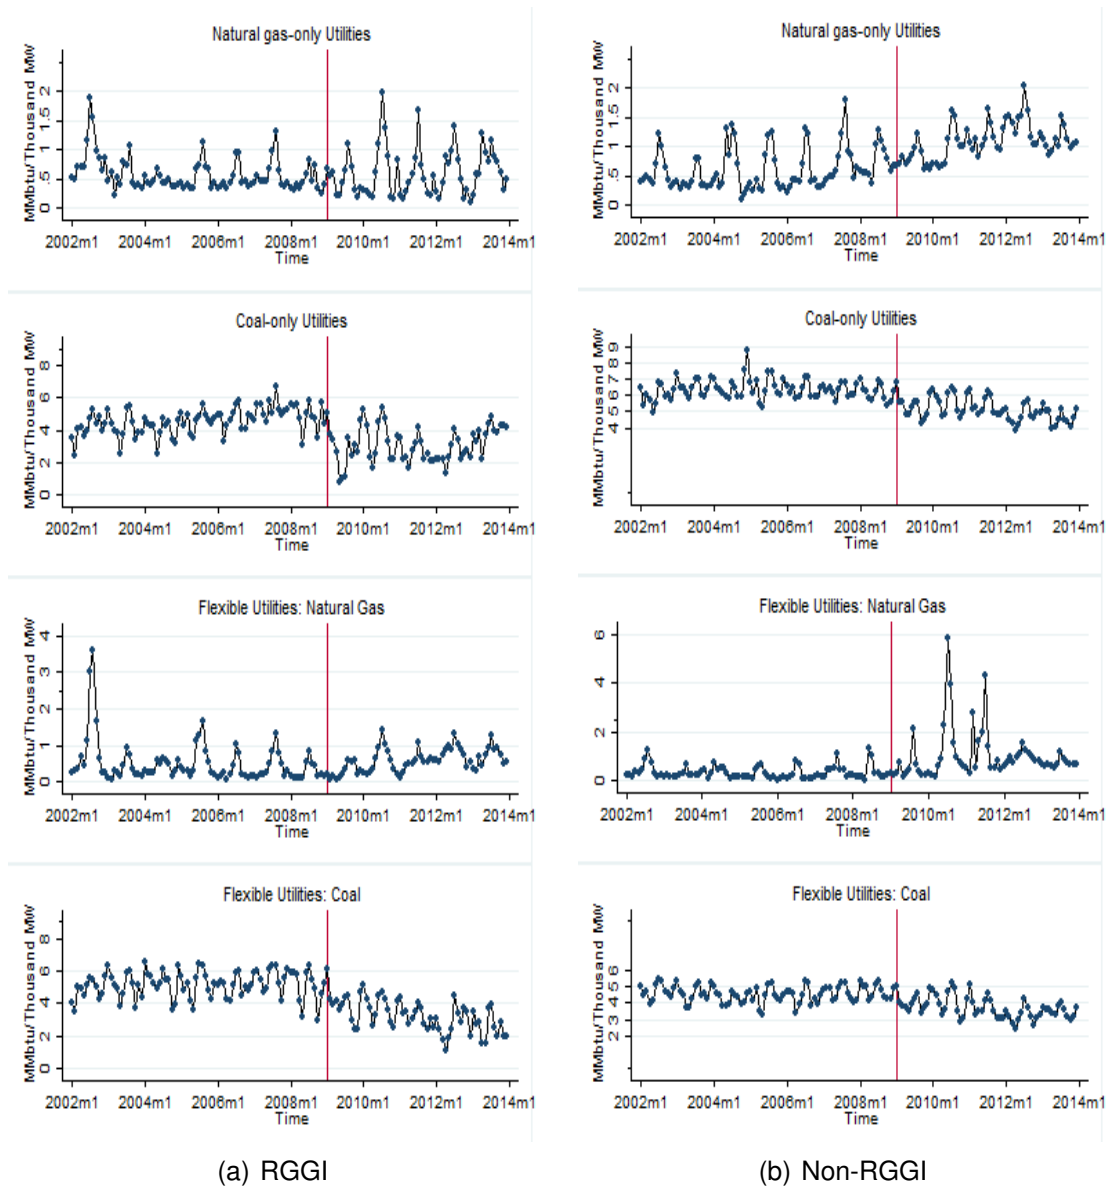 Natural gas-only Utilities
MMbtu/Thousand MW
2
1.5
1
.5
0
2002m1 2004m1 2006m1 2008m1 2010m1 2012m1 2014m1
Time
Coal-only Utilities
MMbtu/Thousand MW
8
6
4
2
0
2002m1 2004m1 2006m1 2008m1 2010m1 2012m1 2014m1
Time
Flexible Utilities: Natural Gas
MMbtu/Thousand MW
4
3
2
1
0
2002m1 2004m1 2006m1 2008m1 2010m1 2012m1 2014m1
Time
Flexible Utilities: Coal
MMbtu/Thousand MW
8
6
4
2
0
2002m1 2004m1 2006m1 2008m1 2010m1 2012m1 2014m1
Time
(a) RGGI
Natural gas-only Utilities
MMbtu/Thousand MW
2
1.5
1
.5
0
2002m1 2004m1 2006m1 2008m1 2010m1 2012m1 2014m1
Time
Coal-only Utilities
MMbtu/Thousand MW
9
8
7
6
5
4
2002m1 2004m1 2006m1 2008m1 2010m1 2012m1 2014m1
Time
Flexible Utilities: Natural Gas
MMbtu/Thousand MW
6
4
2
0
2002m1 2004m1 2006m1 2008m1 2010m1 2012m1 2014m1
Time
Flexible Utilities: Coal
MMbtu/Thousand MW
6
5
4
3
2
2002m1 2004m1 2006m1 2008m1 2010m1 2012m1 2014m1
Time
(b) Non-RGGI